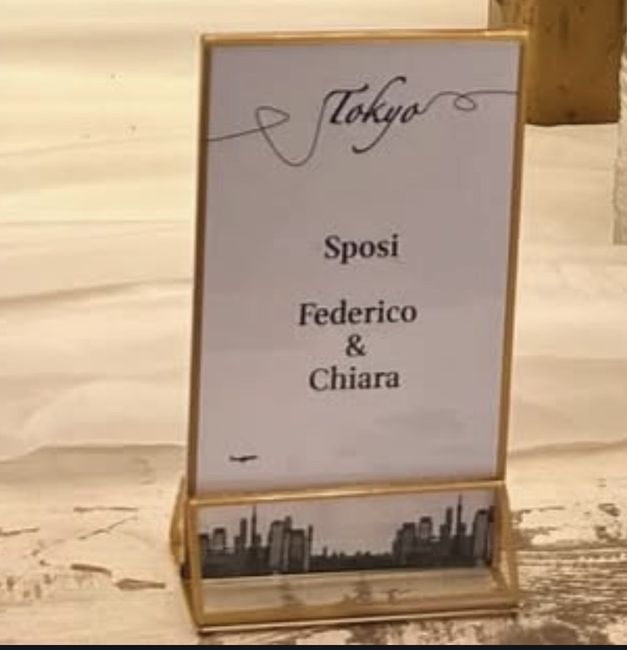 Tokyo
Sposi
Federico
&
Chiara